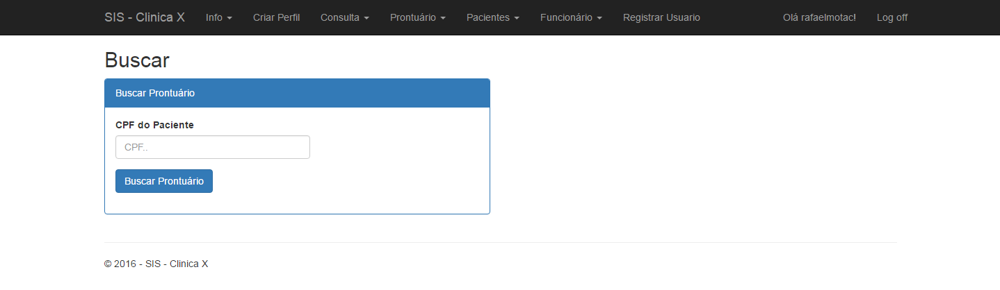 SIS - Clinica X Info Criar Perfil Consulta Prontuário Pacientes Funcionário Registrar Usuario Olá rafaelmotac! Log off
Buscar
Buscar Prontuário
CPF do Paciente
CPF..
Buscar Prontuário
© 2016 - SIS - Clinica X